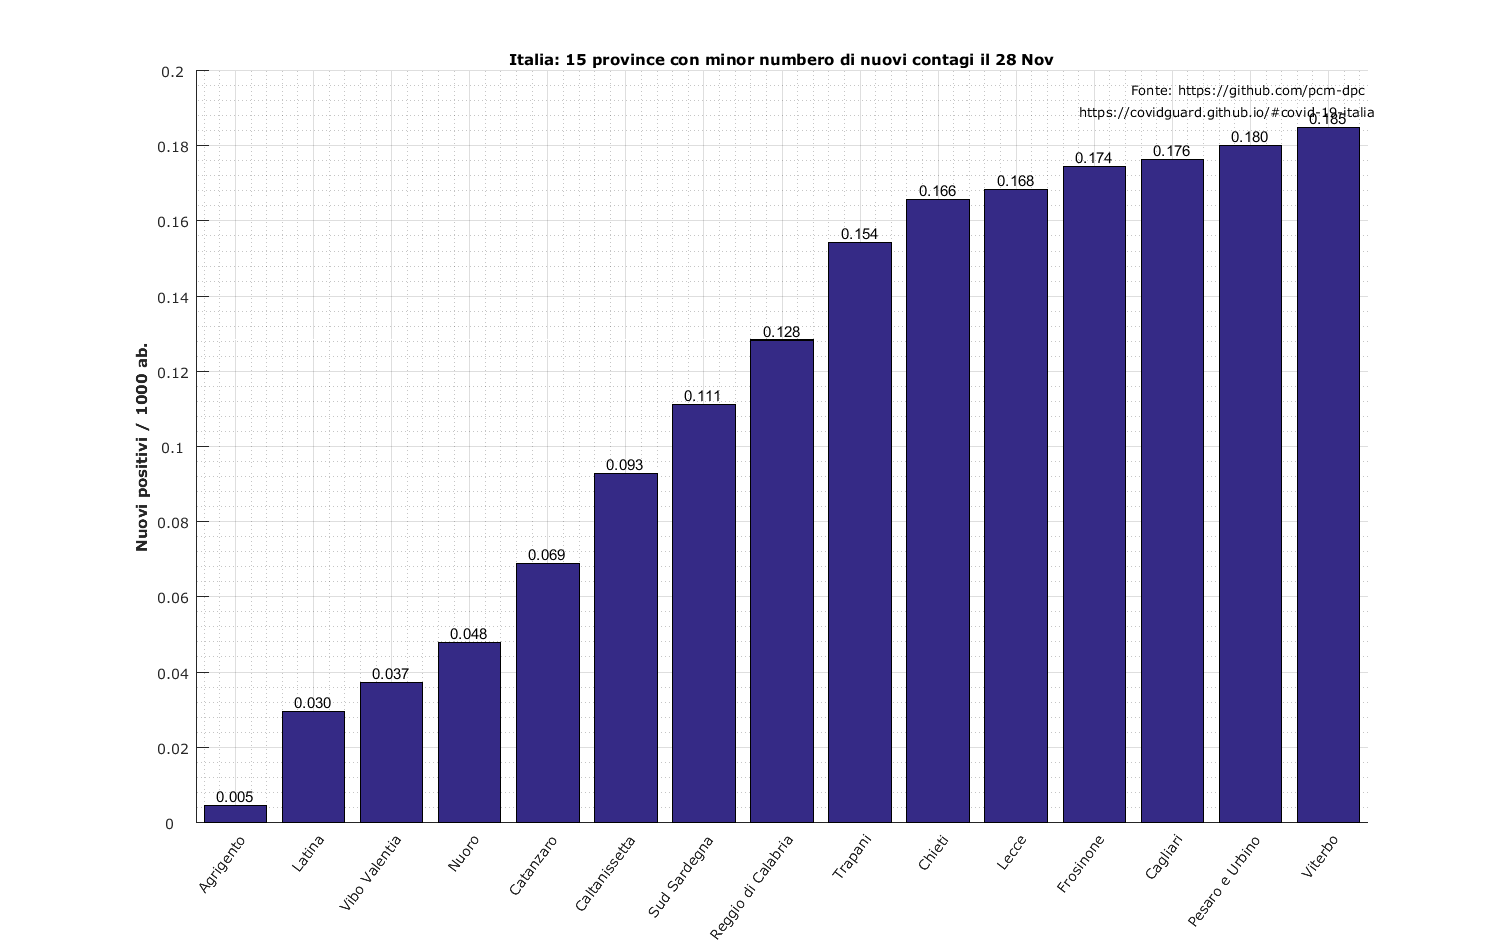 Italia: 15 province con minor numbero di nuovi contagi il 28 Nov
Fonte: https://github.com/pcm-dpc
https://covidguard.github.io/#covid-19-italia
Nuovi positivi / 1000 ab.
0.2
0.18
0.16
0.14
0.12
0.1
0.08
0.06
0.04
0.02
0
0.005
0.030
0.037
0.048
0.069
0.093
0.111
0.128
0.154
0.166
0.168
0.174
0.176
0.180
0.185
Agrigento
Latina
Vibo Valentia
Nuoro
Catanzaro
Caltanissetta
Sud Sardegna
Reggio di Calabria
Trapani
Chieti
Lecce
Frosinone
Cagliari
Pesaro e Urbino
Viterbo